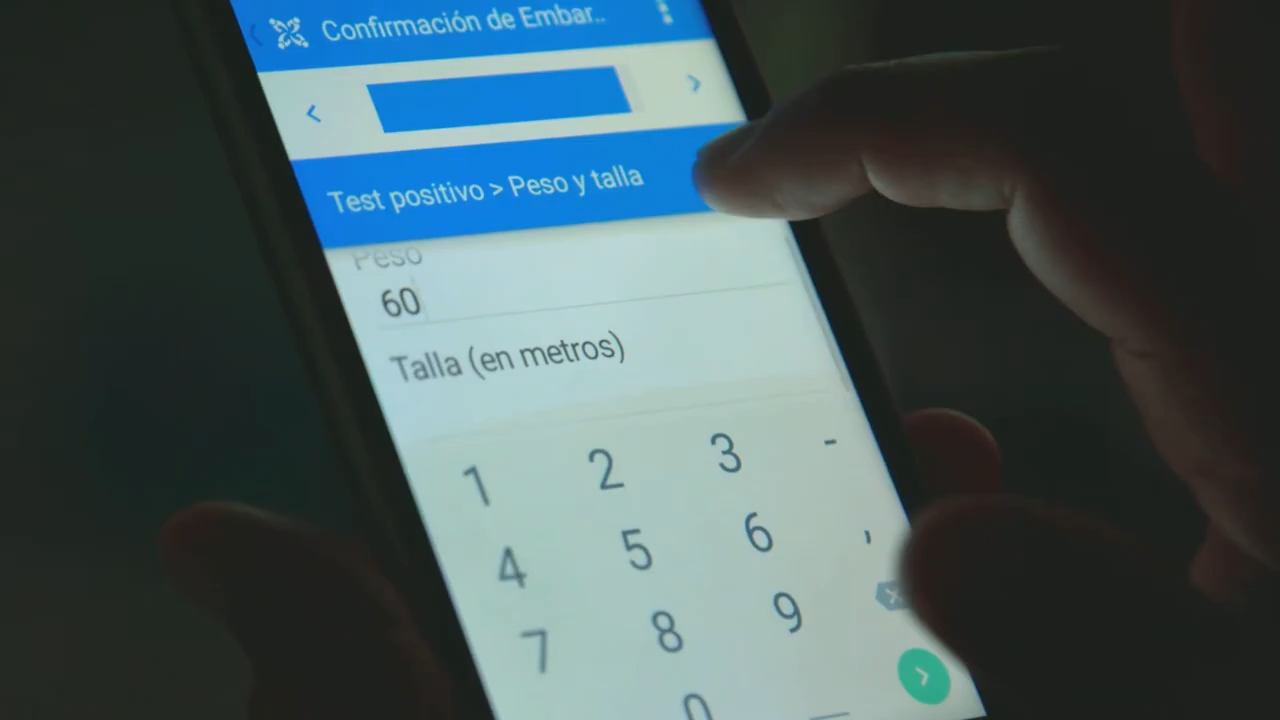 Confirmación de Embar..
Test positivo > Peso y talla
Peso
60
Talla (en metros)
1 2 3 -
4 5 6 ,
7 8 9
0 _